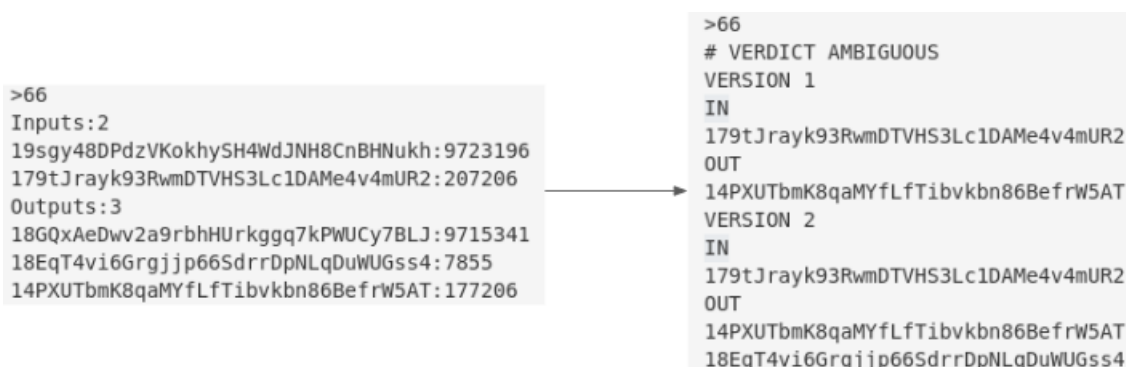 >66
Inputs:2
19sgy48DPdzVKokhySH4WdJNH8CnBHNukh:9723196
179tJrayk93RwmDTVHS3Lc1DAMe4v4mUR2:207206
Outputs:3
18GQxAeDwv2a9rbhHUrkggq7kPWUCy7BLJ:9715341
18EqT4vi6Grgjjp66SdrrDpNLqDuWUGss4:7855
14PXUTbmK8qaMYfLfTibvkbn86BefrW5AT:177206
>66
# VERDICT AMBIGUOUS
VERSION 1
IN
179tJrayk93RwmDTVHS3Lc1DAMe4v4mUR2
OUT
14PXUTbmK8qaMYfLfTibvkbn86BefrW5AT
VERSION 2
IN
179tJrayk93RwmDTVHS3Lc1DAMe4v4mUR2
OUT
14PXUTbmK8qaMYfLfTibvkbn86BefrW5AT
18EqT4vi6Grgjjp66SdrrDpNLqDuWUGss4